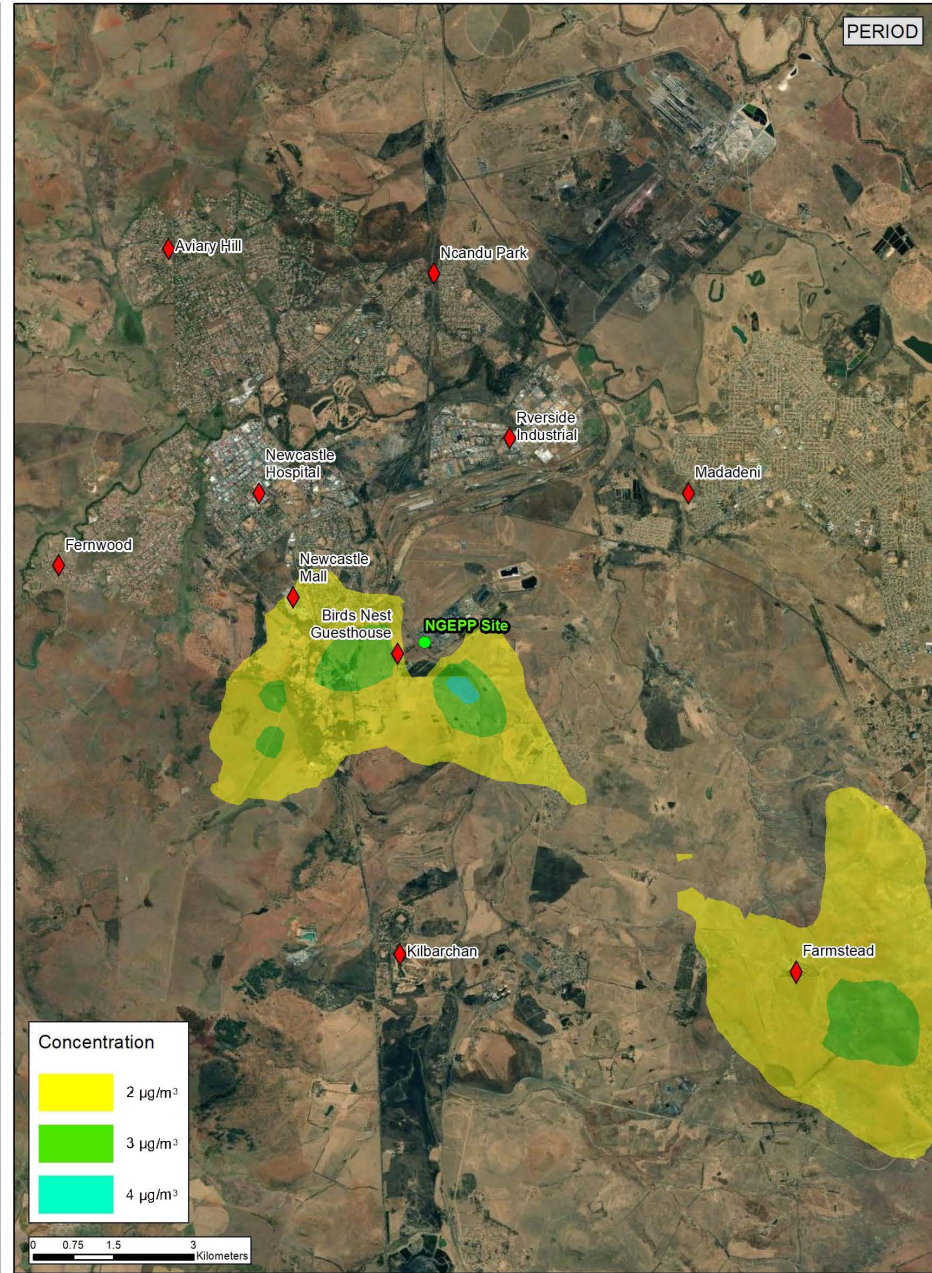 PERIOD
Aviary Hill
Ncandu Park
Rverside
Industrial
Newcastle
Hospital
Madadeni
Fernwood
Newcastle
Mall
Birds Nest
Guesthouse
NGEPP Site
Kilbarchan
Farmstead
Concentration
2 µg/m³
3 µg/m³
4 µg/m³
0 0.75 1.5 3
Kilometers